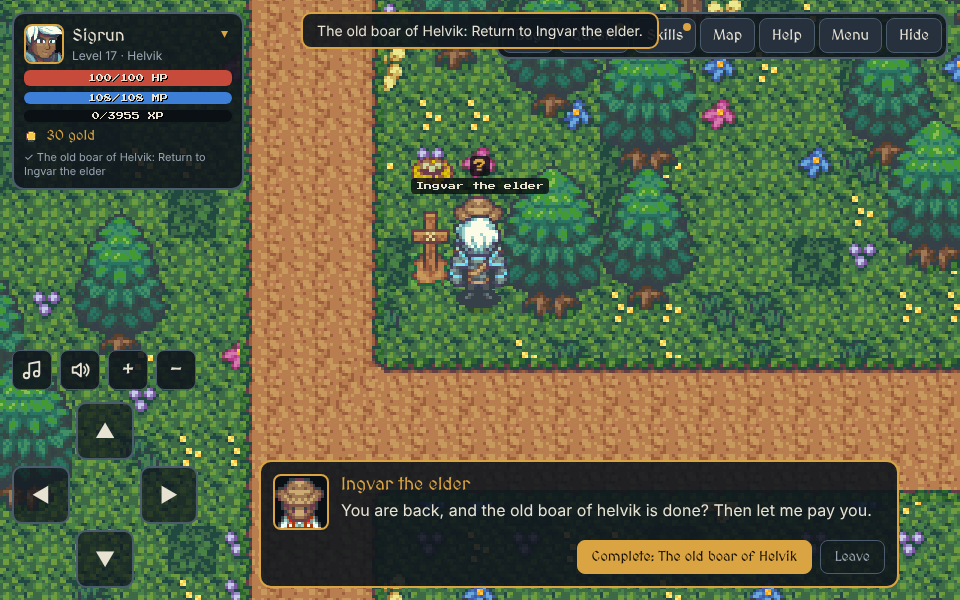 Sigrun
Level 17 · Helvik
100/100 HP
108/108 MP
0/3955 XP
30 gold
✓ The old boar of Helvik: Return to
Ingvar the elder
The old boar of Helvik: Return to Ingvar the elder.
kills
Map
Help
Menu
Hide
?
Ingvar the elder
+
−
Ingvar the elder
You are back, and the old boar of helvik is done? Then let me pay you.
Complete: The old boar of Helvik
Leave